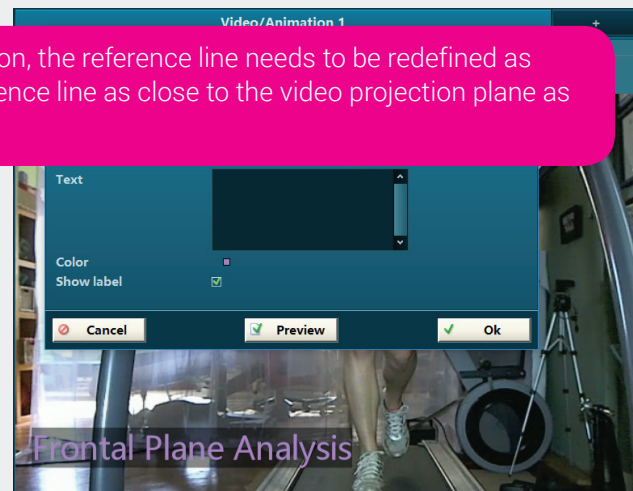 Video/Animation 1
+
on, the reference line needs to be redefined as
ence line as close to the video projection plane as
Text
Color
Show label
Cancel
Preview
Ok
Frontal Plane Analysis